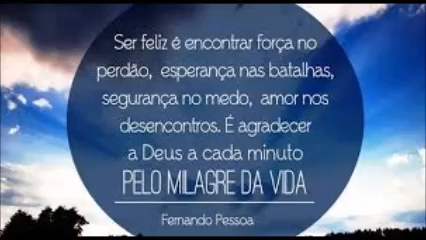 Ser feliz é encontrar força no
perdão, esperança nas batalhas,
segurança no medo, amor nos
desencontros. É agradecer
a Deus a cada minuto
PELO MILAGRE DA VIDA
Fernando Pessoa